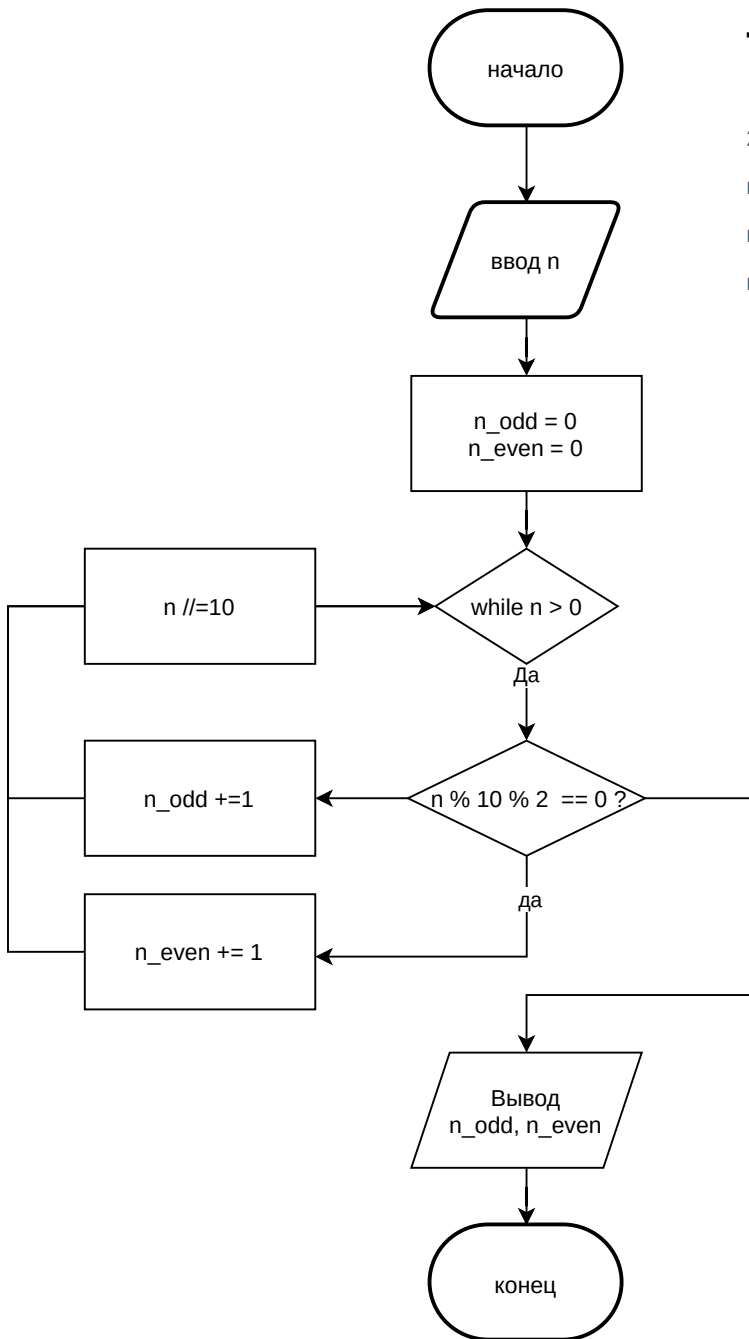 начало
ввод n
n_odd = 0
n_even = 0
n //=10
while n > 0
Да
n_odd +=1
n % 10 % 2 == 0 ?
да
n_even += 1
Вывод
n_odd, n_even
конец